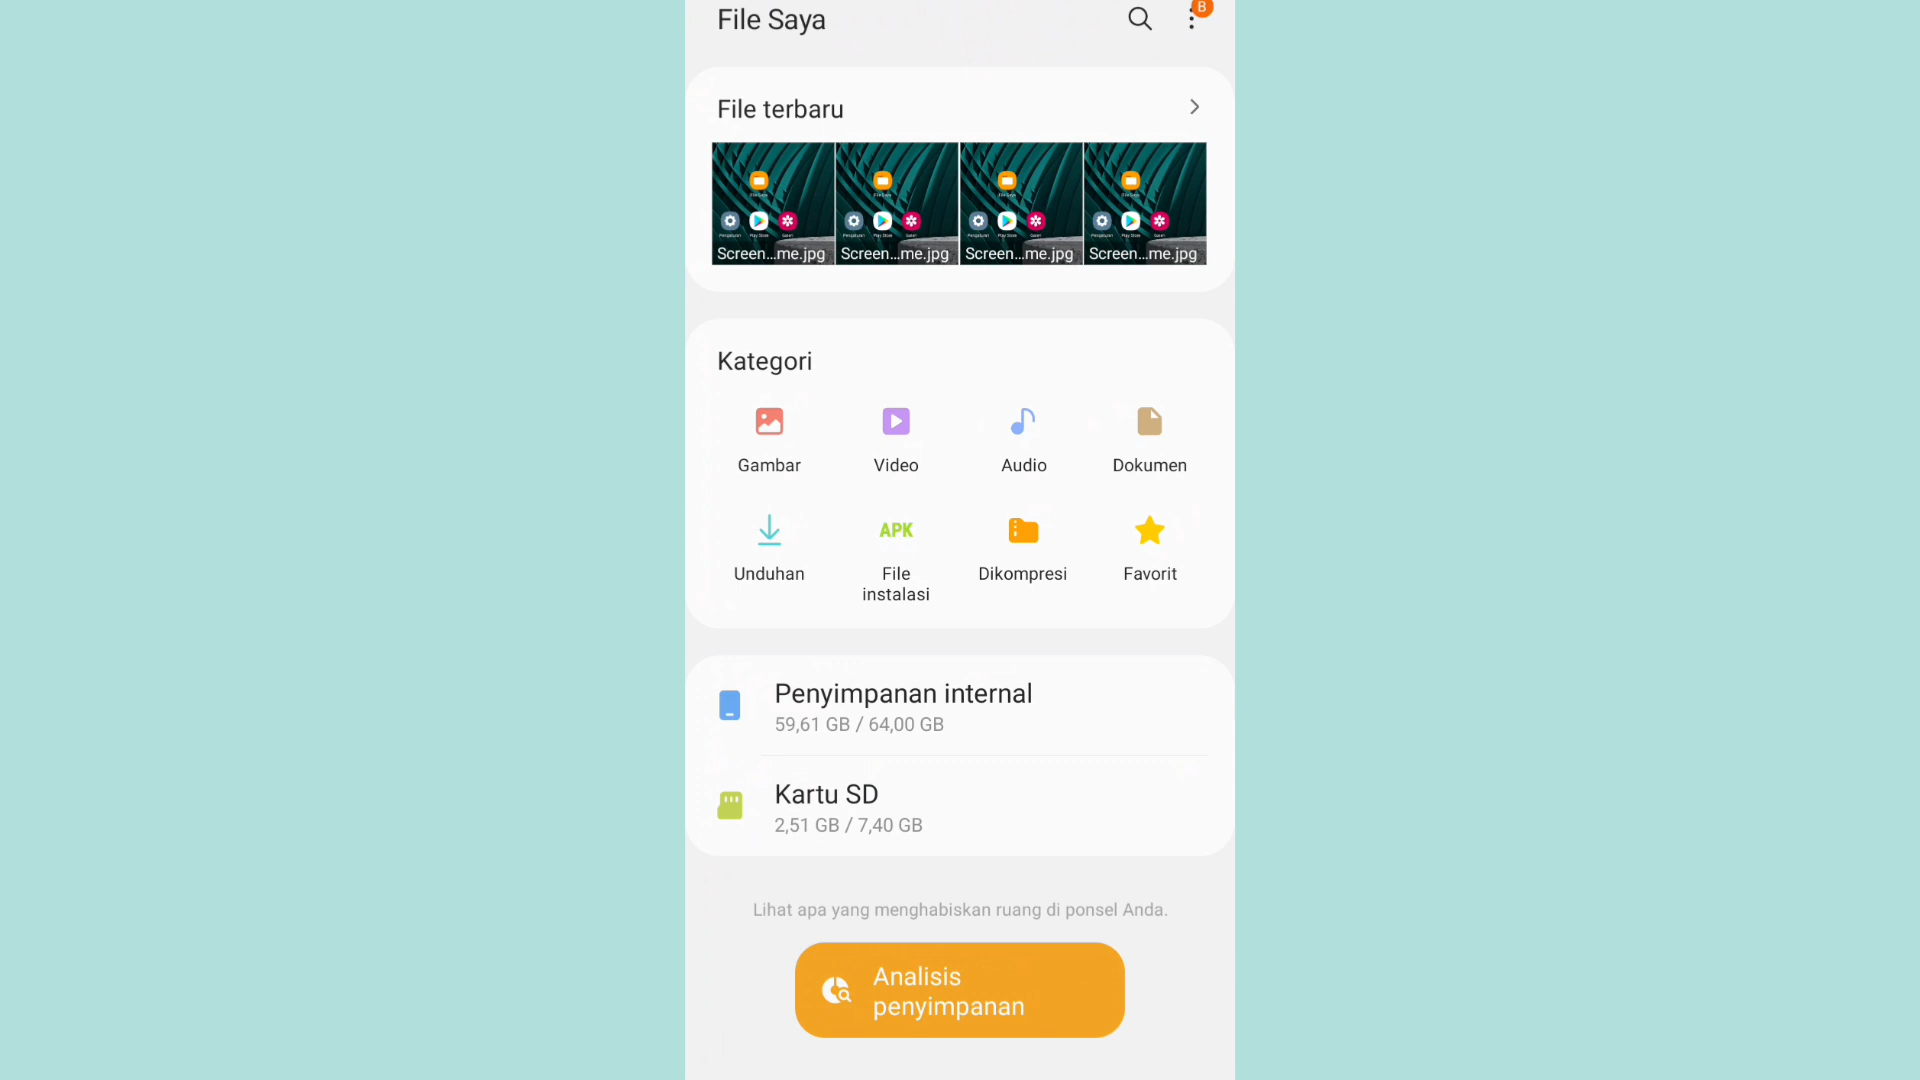 File Saya
B
File terbaru
Screen...me.jpg
Screen...me.jpg
Screen...me.jpg
Screen...me.jpg
Kategori
Gambar
Video
Audio
Dokumen
Unduhan
APK
File
instalasi
Dikompresi
Favorit
Penyimpanan internal
59,61 GB / 64,00 GB
Kartu SD
2,51 GB / 7,40 GB
Lihat apa yang menghabiskan ruang di ponsel Anda.
Analisis
penyimpanan